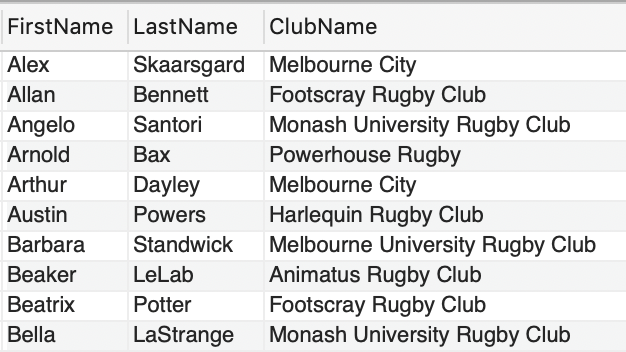 FirstName LastName ClubName
Alex Skaarsgard Melbourne City
Allan Bennett Footscray Rugby Club
Angelo Santori Monash University Rugby Club
Arnold Bax Powerhouse Rugby
Arthur Dayley Melbourne City
Austin Powers Harlequin Rugby Club
Barbara Standwick Melbourne University Rugby Club
Beaker LeLab Animatus Rugby Club
Beatrix Potter Footscray Rugby Club
Bella LaStrange Monash University Rugby Club